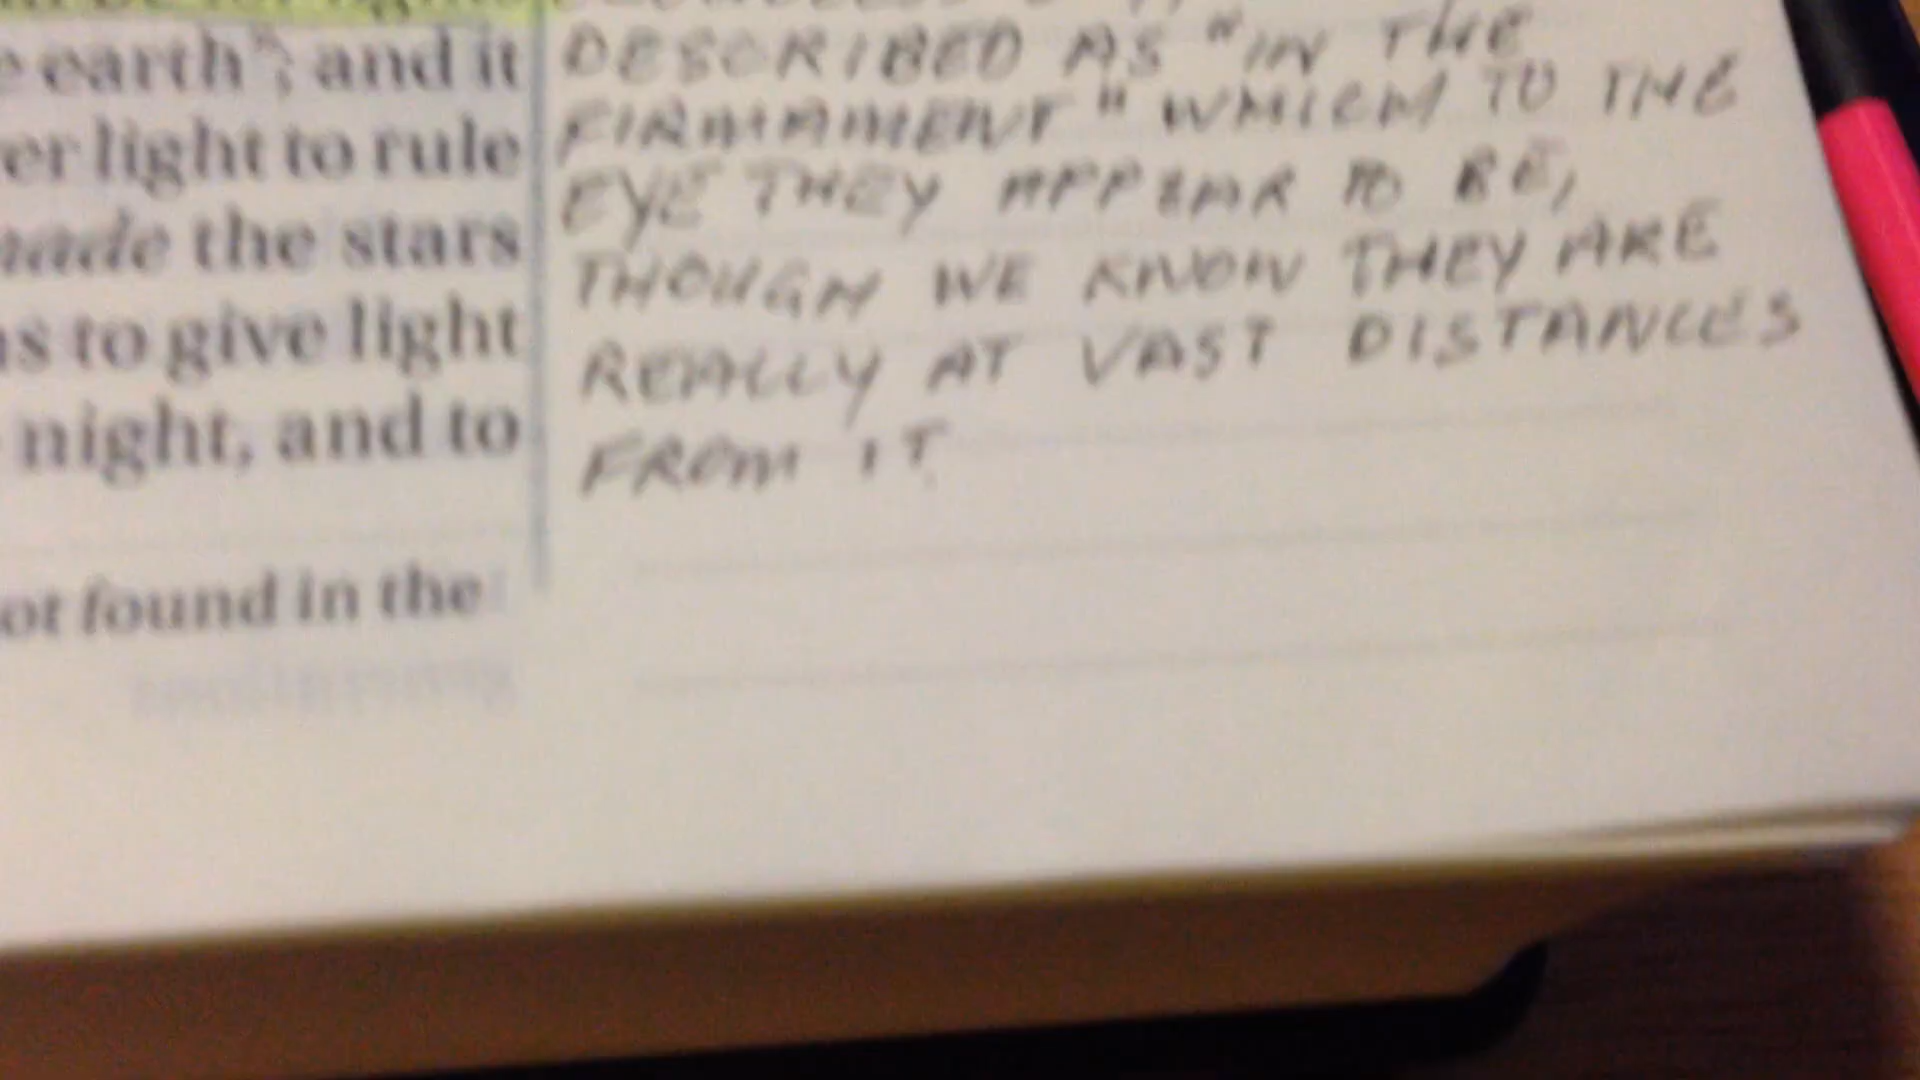 e earth"; and it
er light to rule
made the stars
ns to give light
night, and to
ot found in the
DESCRIBED AS "IN THE
FIRMAMENT" WHICH TO THE
EYE THEY APPEAR TO BE,
THOUGH WE KNOW THEY ARE
REALLY AT VAST DISTANCES
FROM IT